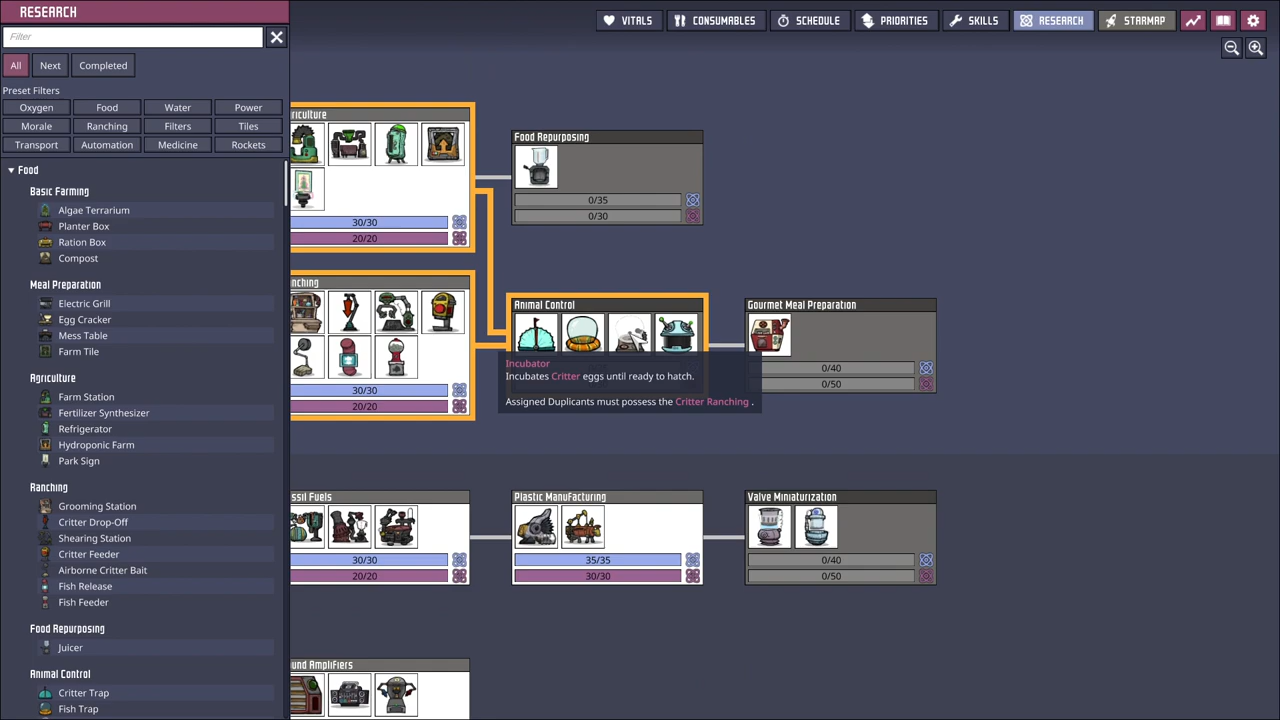 RESEARCH
VITALS
CONSUMABLES
SCHEDULE
PRIORITIES
SKILLS
RESEARCH
STARMAP
Filter
All
Next
Completed
Preset Filters
Oxygen
Food
Water
Power
Morale
Ranching
Filters
Tiles
Transport
Automation
Medicine
Rockets
Food
Basic Farming
Algae Terrarium
Planter Box
Ration Box
Compost
Meal Preparation
Electric Grill
Egg Cracker
Mess Table
Farm Tile
Agriculture
Farm Station
Fertilizer Synthesizer
Refrigerator
Hydroponic Farm
Park Sign
Ranching
Grooming Station
Critter Drop-Off
Shearing Station
Critter Feeder
Airborne Critter Bait
Fish Release
Fish Feeder
Food Repurposing
Juicer
Animal Control
Critter Trap
Fish Trap
riculture
30/30
20/20
Food Repurposing
0/35
0/30
nching
30/30
20/20
Animal Control
Incubator
Incubates Critter eggs until ready to hatch.
Assigned Duplicants must possess the Critter Ranching .
Gourmet Meal Preparation
0/40
0/50
ssil Fuels
30/30
20/20
Plastic Manufacturing
35/35
30/30
Valve Miniaturization
0/40
0/50
und Amplifiers